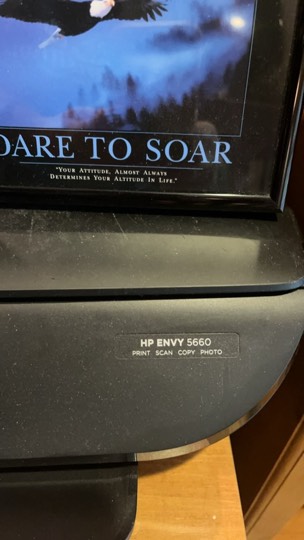 DARE TO SOAR
"YOUR ATTITUDE, ALMOST ALWAYS
DETERMINES YOUR ALTITUDE IN LIFE."
HP ENVY 5660
PRINT SCAN COPY PHOTO